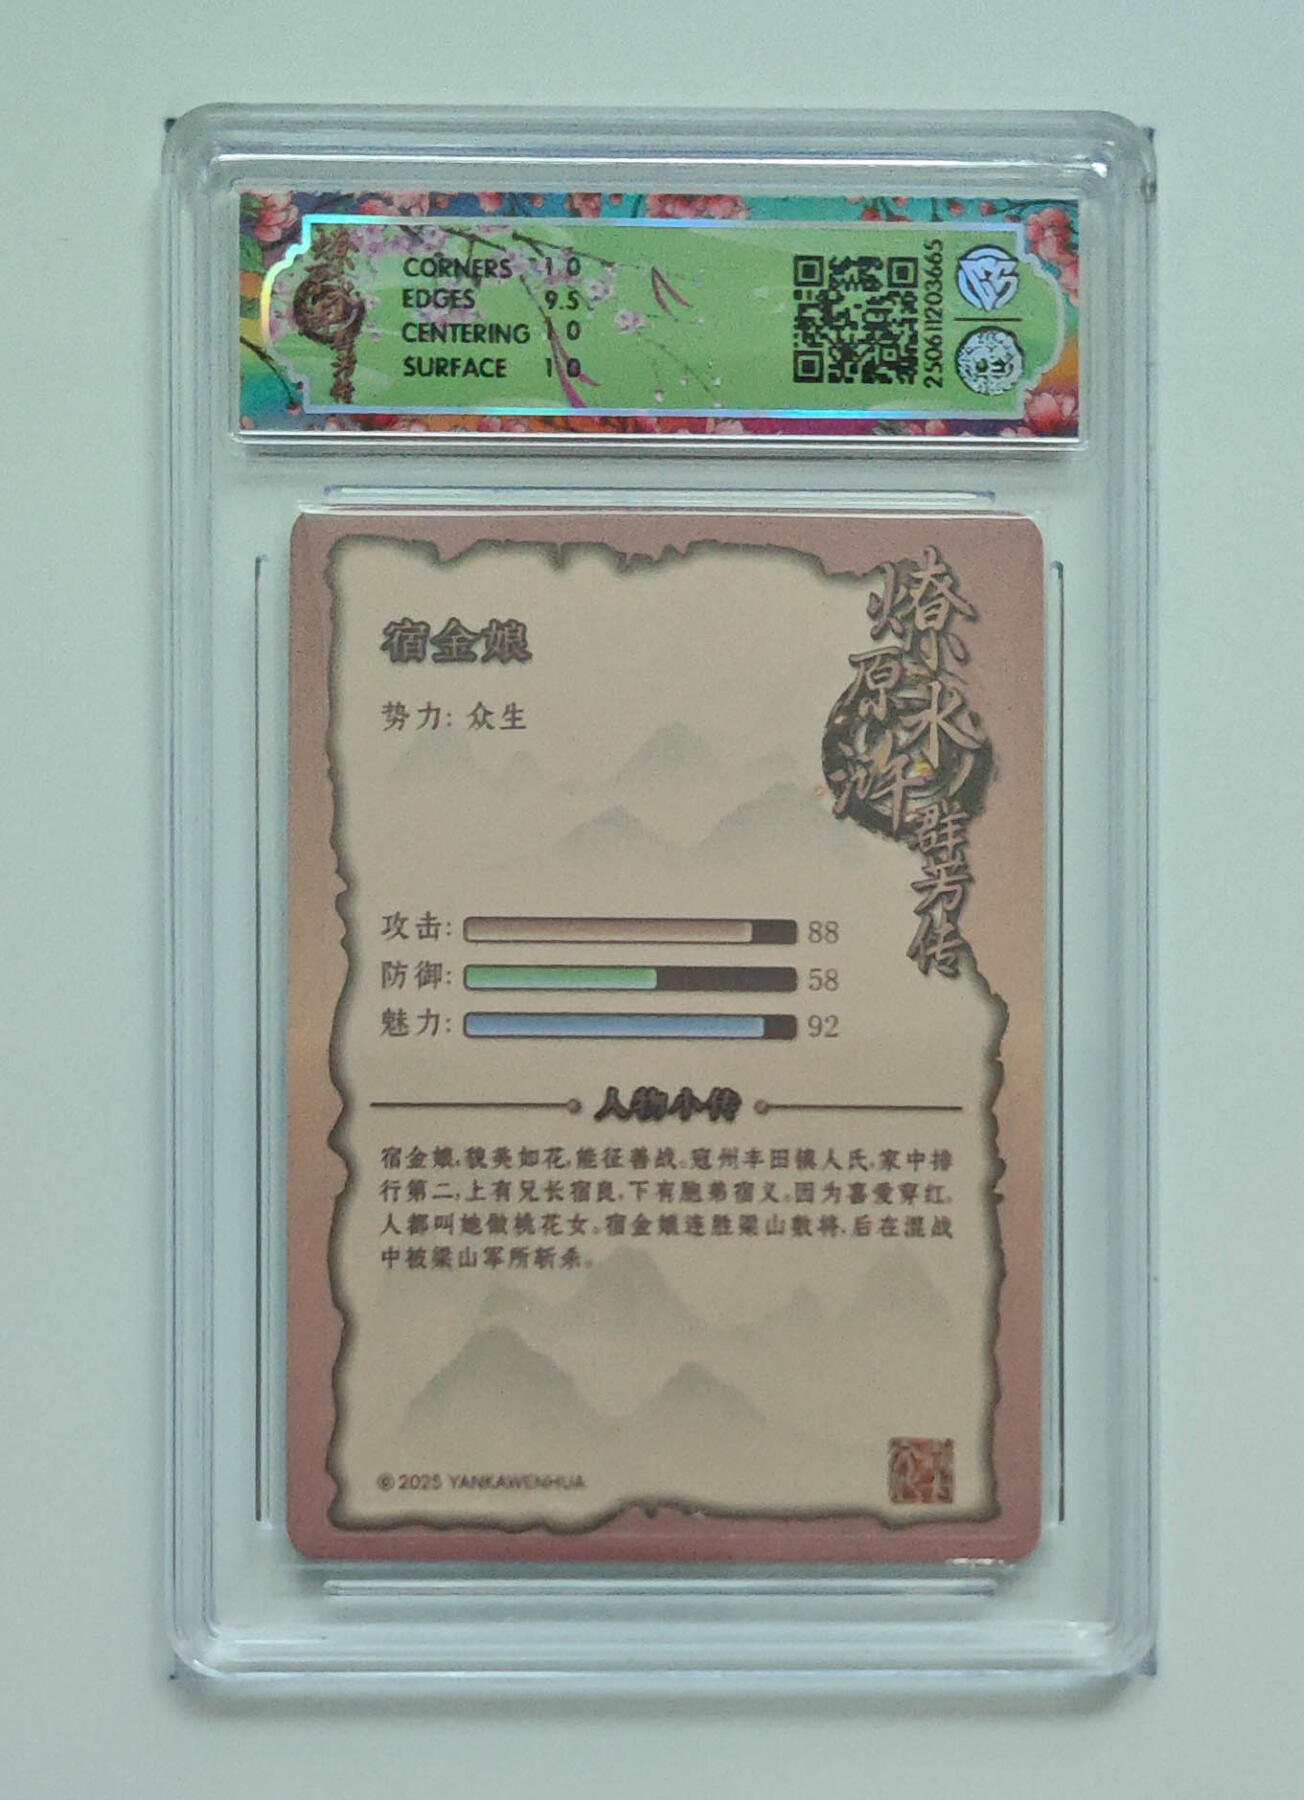 CORNERS 10
EDGES 9.5
CENTERING 10
SURFACE 10
2506111203665
燎原水浒
群芳传
宿金娘
势力: 众生
攻击: 88
防御: 58
魅力: 92
人物小传
宿金娘,貌美如花,能征善战。寇州丰田镇人氏,家中排
行第二,上有兄长宿良,下有胞弟宿义。因为喜爱穿红,
人都叫她做桃花女。宿金娘连胜梁山数将,后在混战
中被梁山军所斩杀。
© 2025 YANKAWENHUA